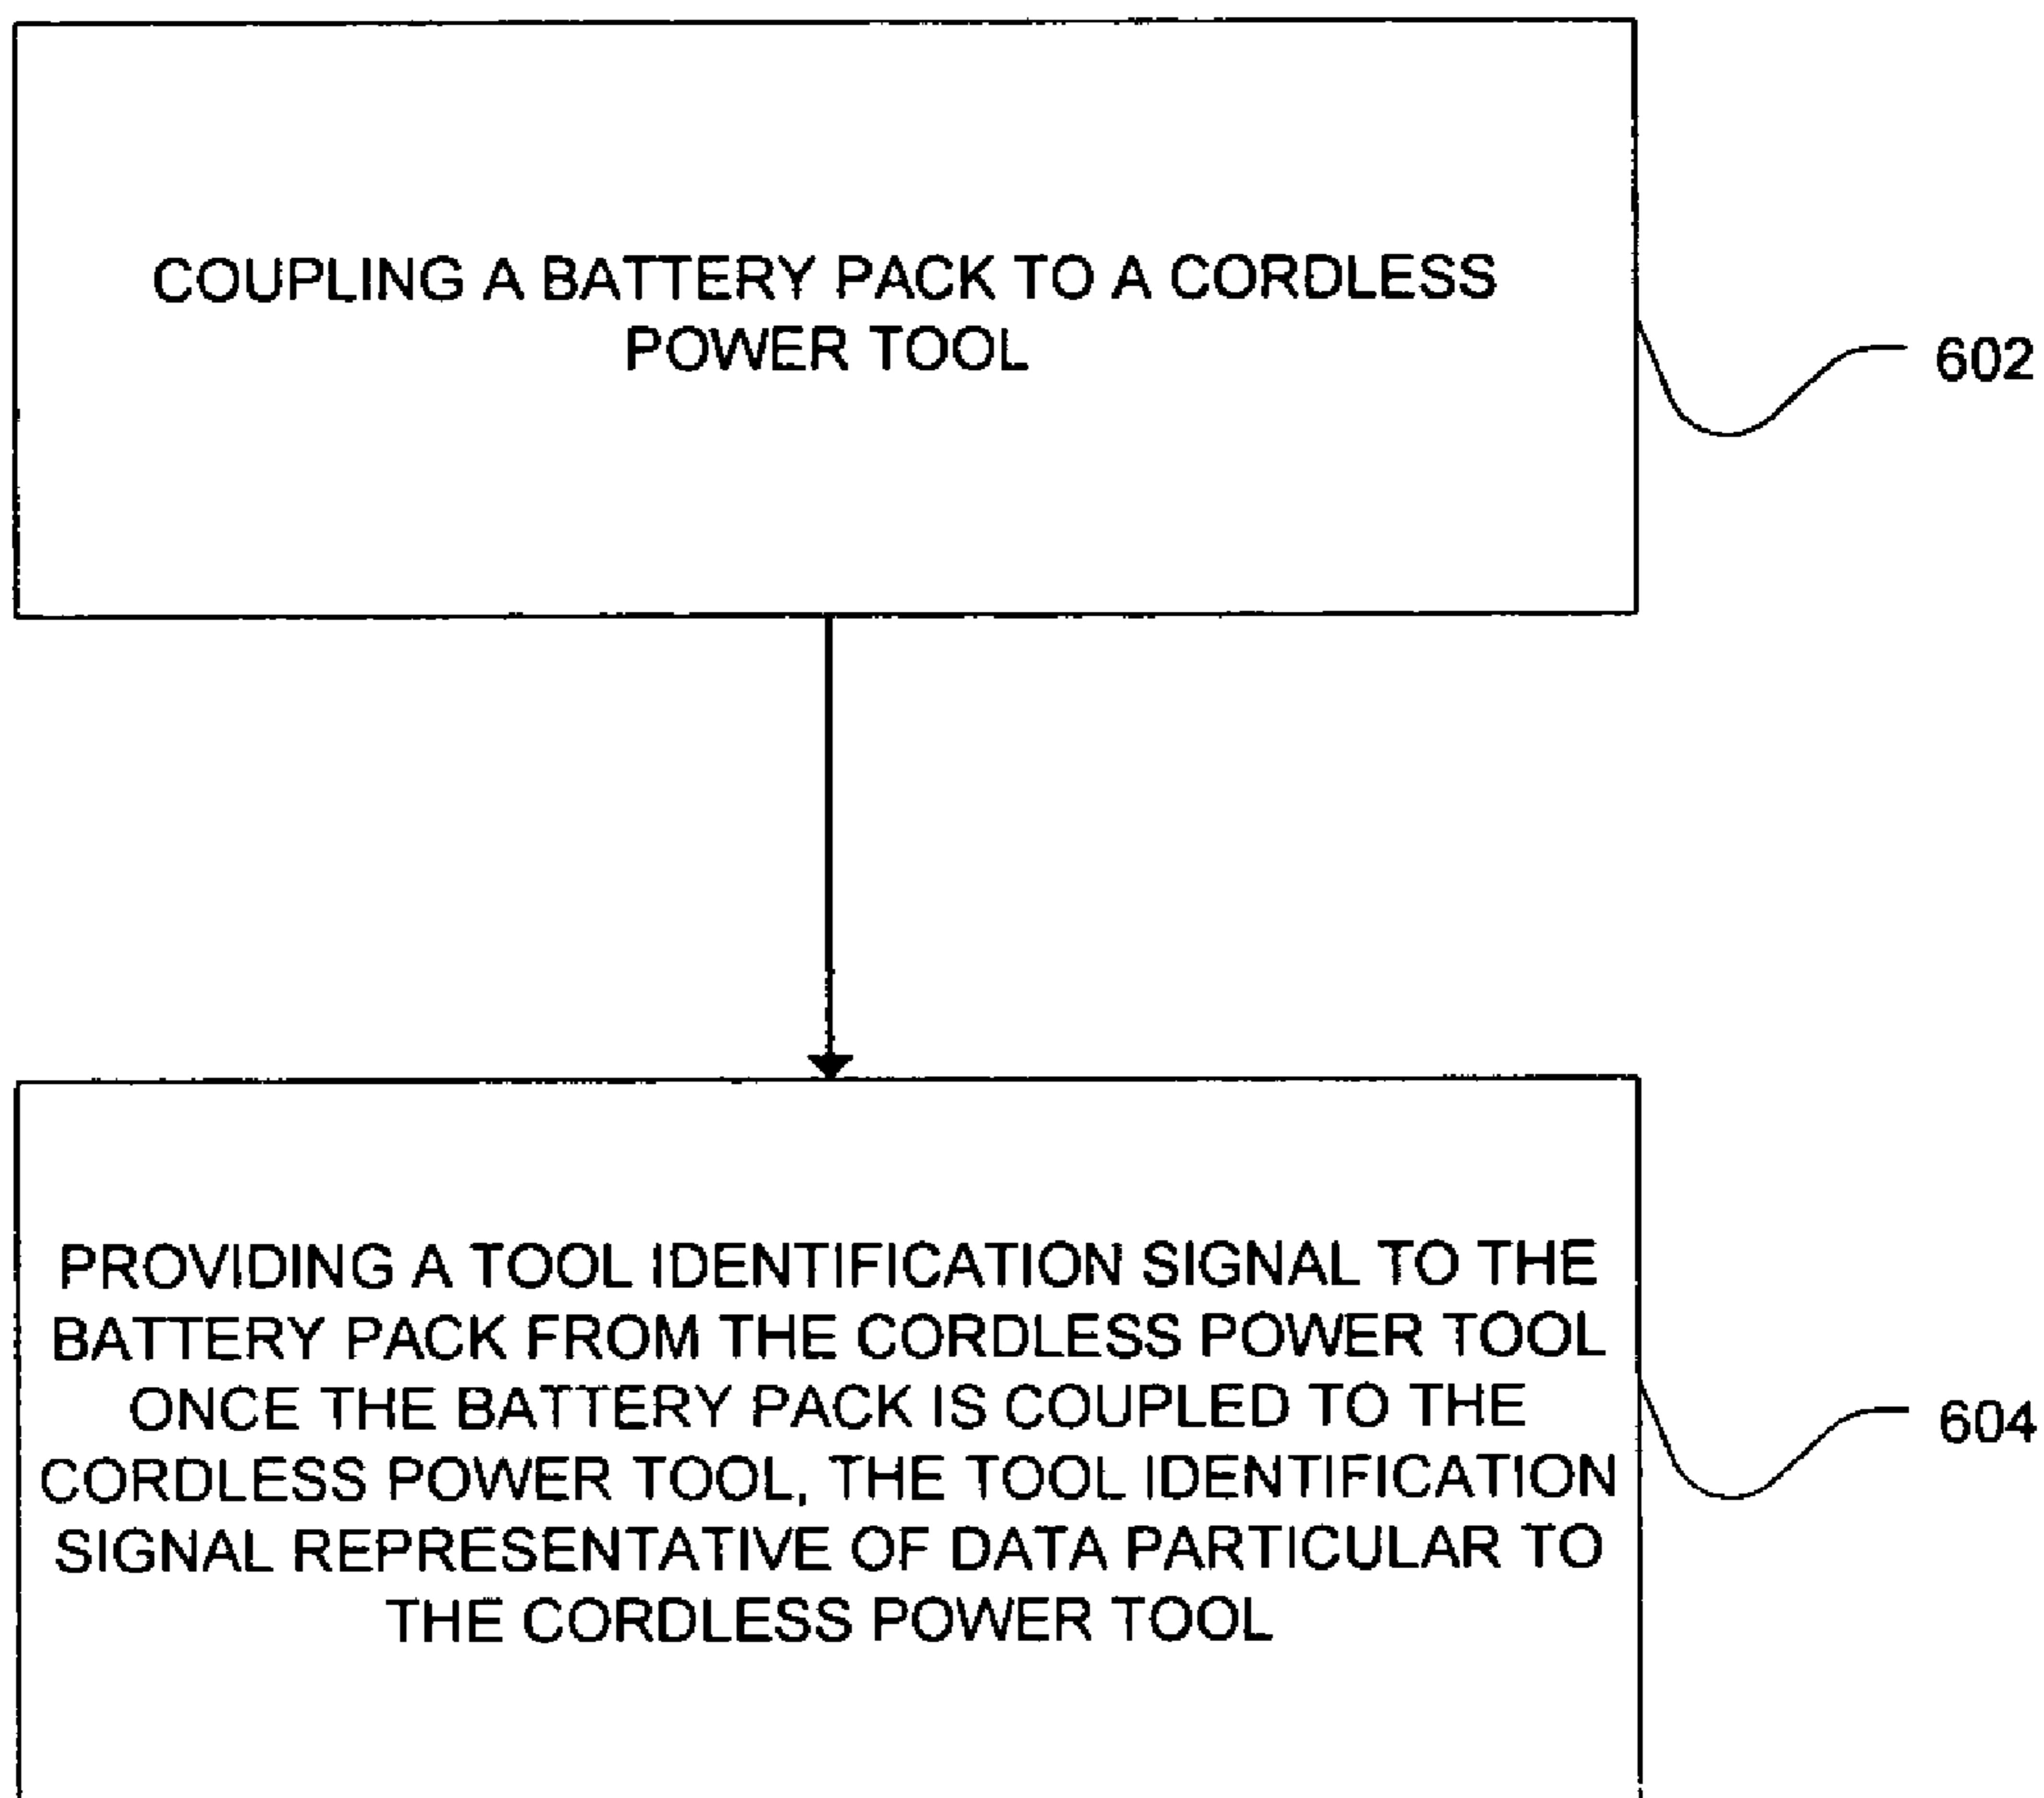 COUPLING A BATTERY PACK TO A CORDLESS
POWER TOOL
602
PROVIDING A TOOL IDENTIFICATION SIGNAL TO THE
BATTERY PACK FROM THE CORDLESS POWER TOOL
ONCE THE BATTERY PACK IS COUPLED TO THE
CORDLESS POWER TOOL, THE TOOL IDENTIFICATION
SIGNAL REPRESENTATIVE OF DATA PARTICULAR TO
THE CORDLESS POWER TOOL
604